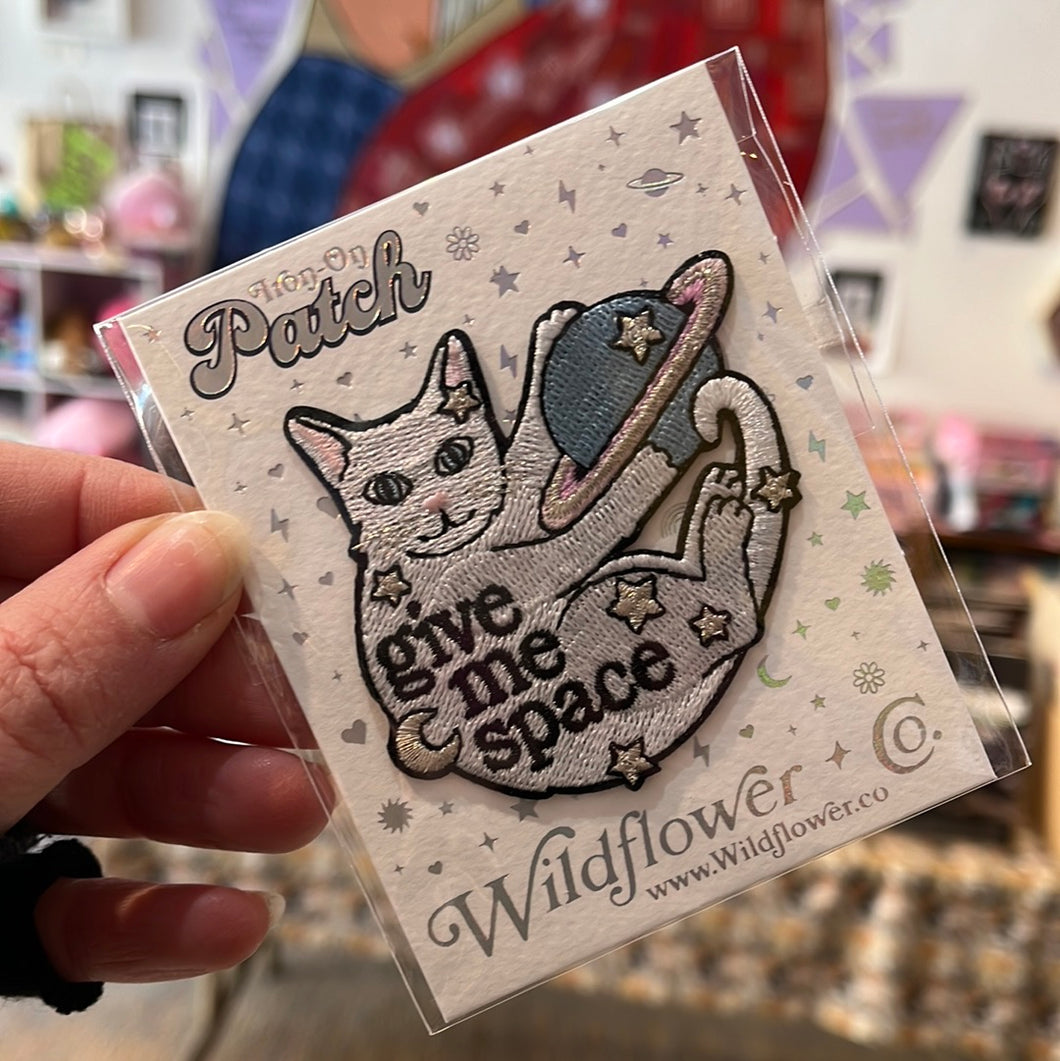 Iron-On
Patch
give
me
space
Wildflower Co.
www.Wildflower.co